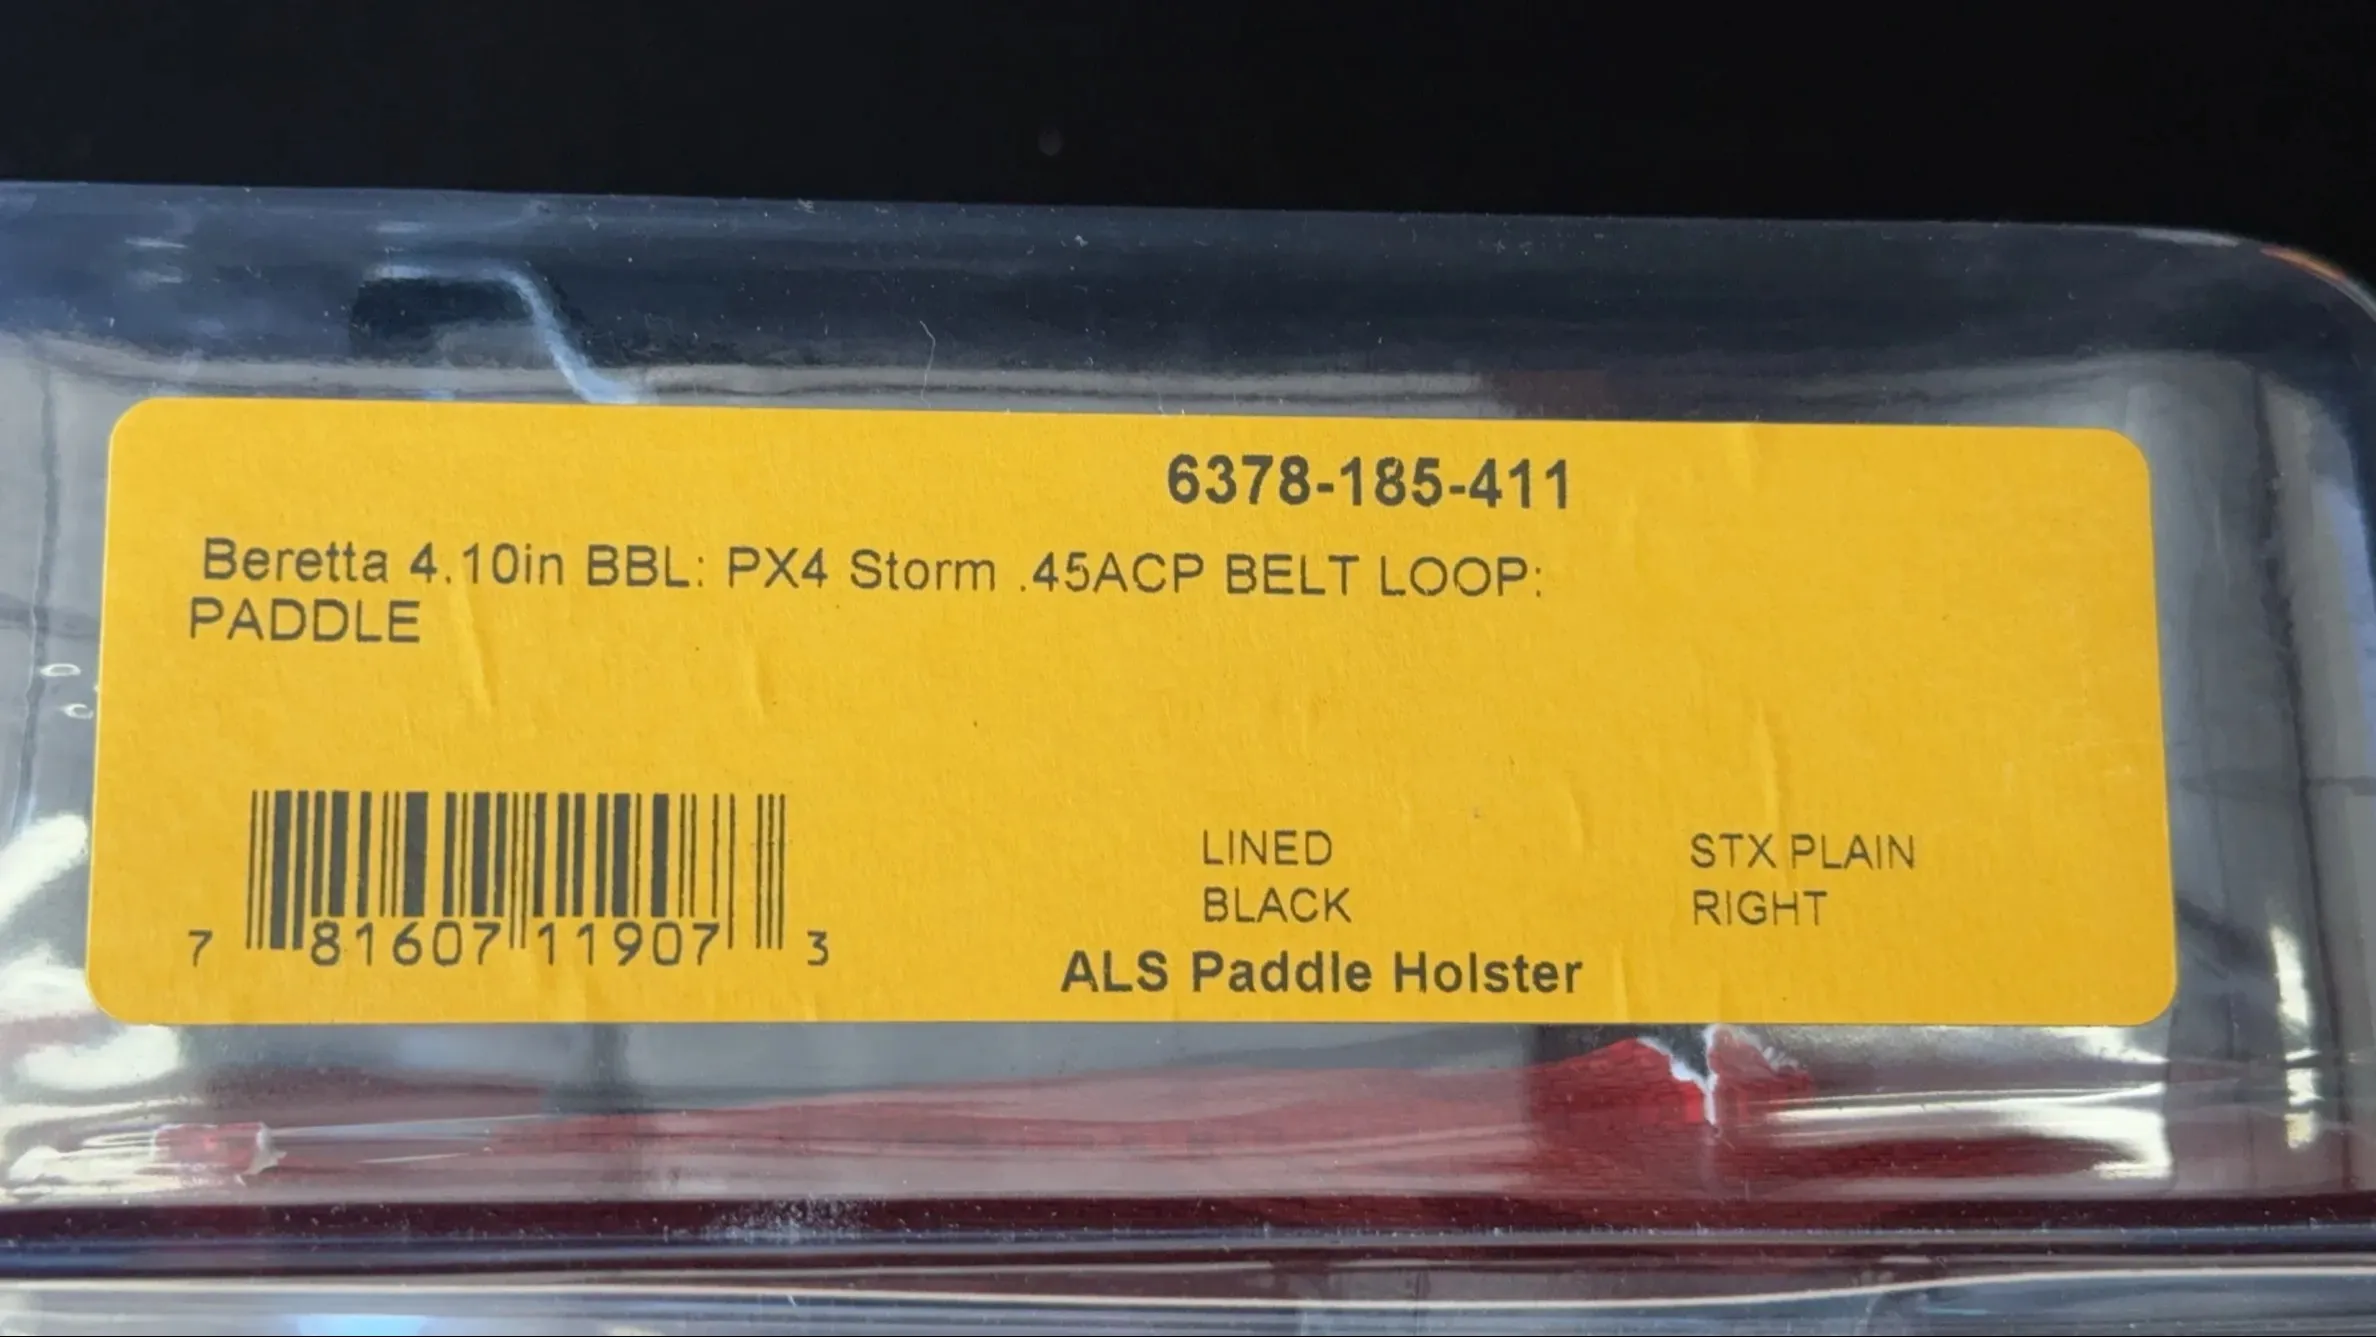 6378-185-411
Beretta 4.10in BBL: PX4 Storm .45ACP BELT LOOP:
PADDLE
LINED STX PLAIN
BLACK RIGHT
7 81607 11907 3
ALS Paddle Holster